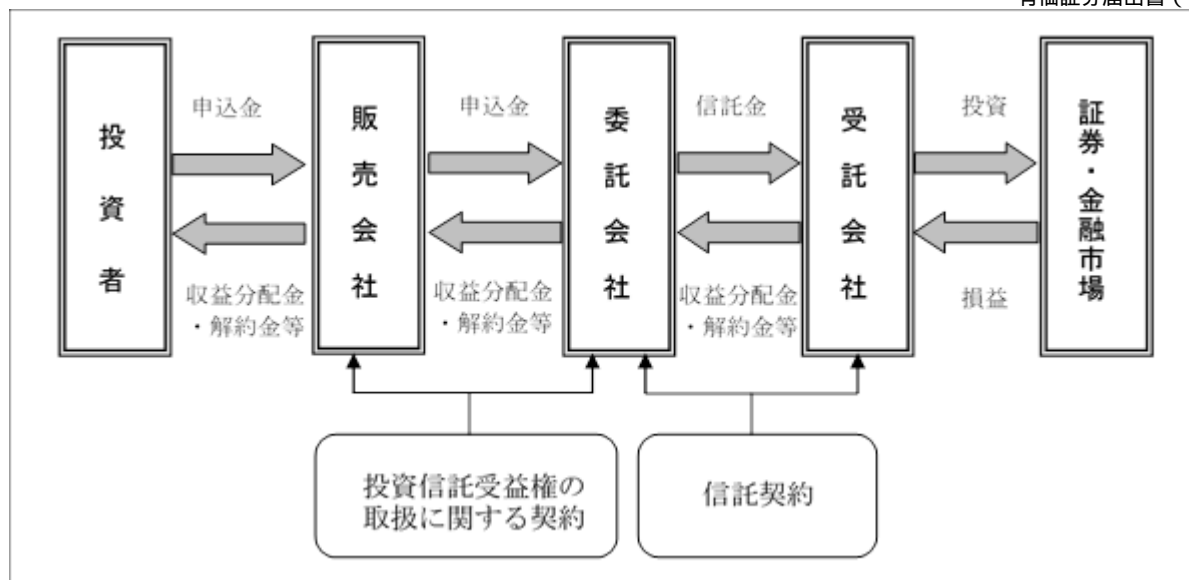 投資者
申込金
収益分配金
・解約金等
販売会社
申込金
収益分配金
・解約金等
委託会社
信託金
収益分配金
・解約金等
受託会社
投資
損益
証券・金融市場
投資信託受益権の
取扱に関する契約
信託契約